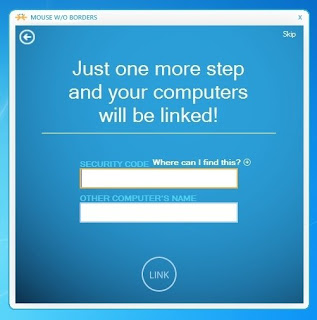 MOUSE W/O BORDERS
x
Skip
Just one more step
and your computers
will be linked!
SECURITY CODE Where can I find this?
OTHER COMPUTER'S NAME
LINK